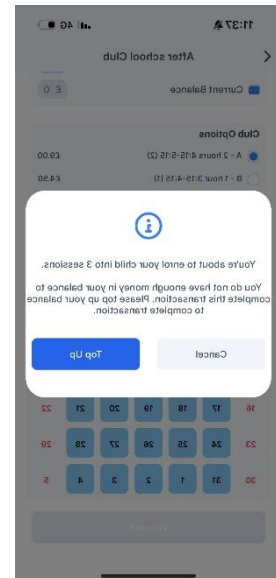 11:37 4G
After school Club
Current Balance £ 0
Club Options
A - 2 hours 4:15-5:15 (2) £9.00
B - 1 hour 3:15-4:15 (1) £4.50
You're about to enrol your child into 3 sessions.
You do not have enough money in your balance to
complete this transaction. Please top up your balance
to complete transaction.
Cancel Top Up
16 17 18 19 20 21 22
23 24 25 26 27 28 29
30 31 1 2 3 4 5
Proceed